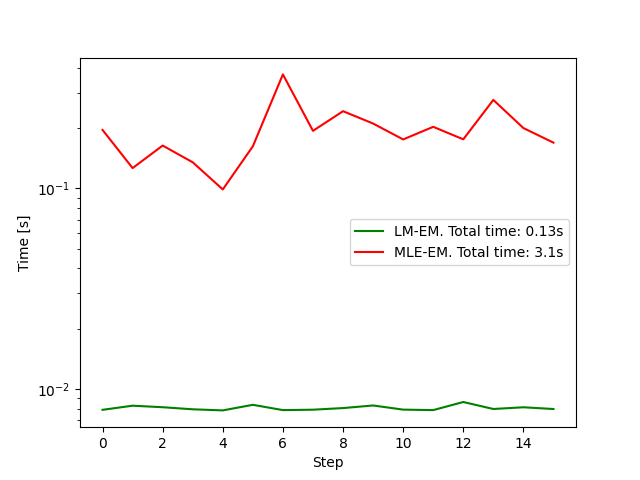 10⁻¹
10⁻²
Time [s]
LM-EM. Total time: 0.13s
MLE-EM. Total time: 3.1s
0 2 4 6 8 10 12 14
Step